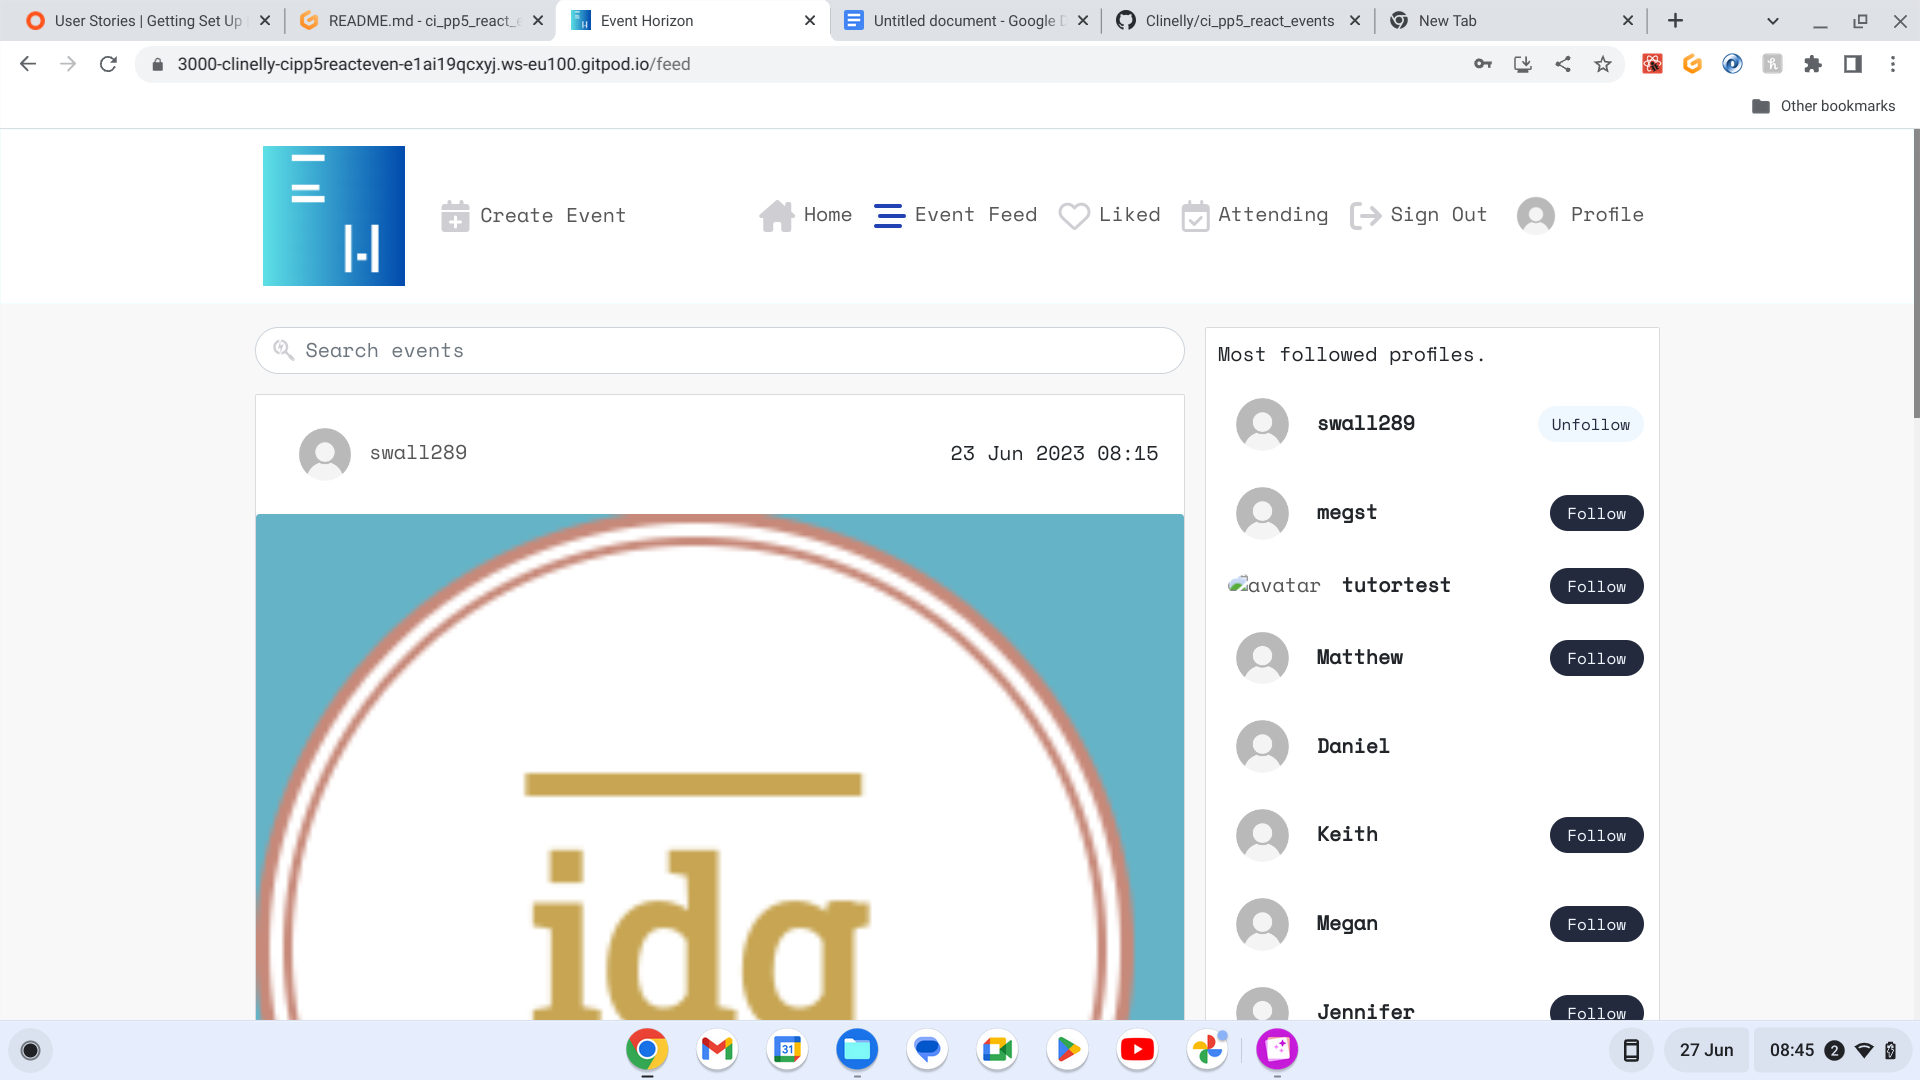 User Stories | Getting Set Up
README.md - ci_pp5_react_e
Event Horizon
Untitled document - Google D
Clinelly/ci_pp5_react_events
New Tab
3000-clinelly-cipp5reacteven-e1ai19qcxyj.ws-eu100.gitpod.io/feed
Other bookmarks
Create Event
Home
Event Feed
Liked
Attending
Sign Out
Profile
Search events
Most followed profiles.
swall289
23 Jun 2023 08:15
idg
swall289 Unfollow
megst Follow
avatar tutortest Follow
Matthew Follow
Daniel
Keith Follow
Megan Follow
Jennifer Follow
31
27 Jun
08:45 2